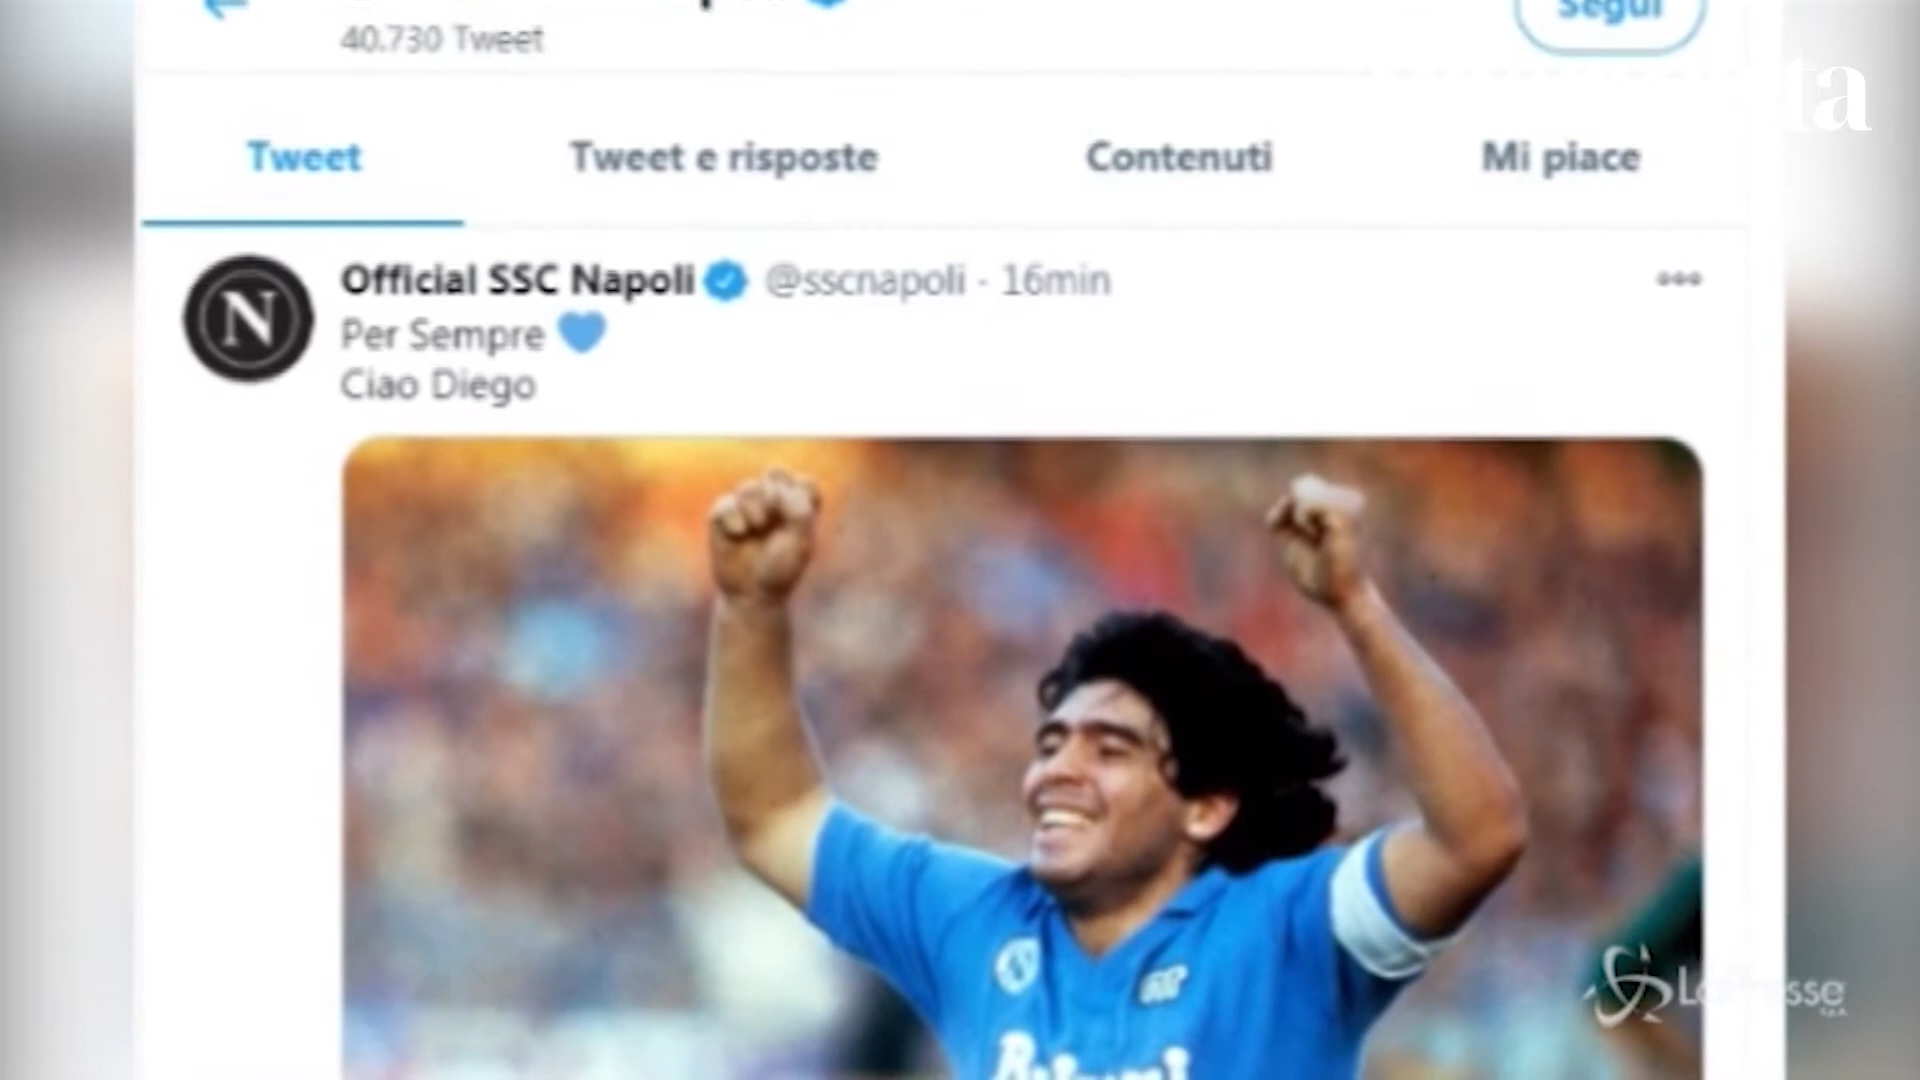 40.730 Tweet
Segui
ta
Tweet
Tweet e risposte
Contenuti
Mi piace
N
Official SSC Napoli @sscnapoli · 16min
Per Sempre 💙
Ciao Diego